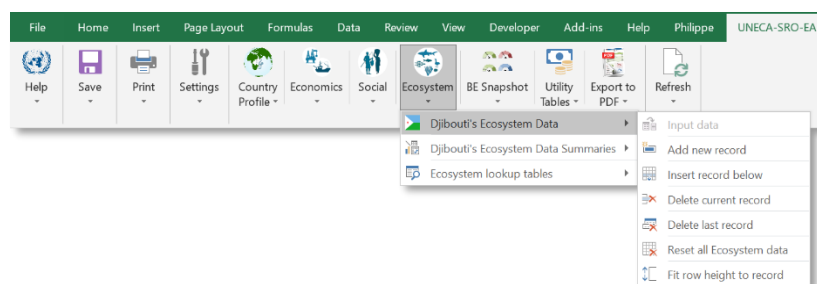 File Home Insert Page Layout Formulas Data Review View Developer Add-ins Help Philippe UNECA-SRO-EA
Help Save Print Settings Country Economics Social Ecosystem BE Snapshot Utility Export to Refresh
Profile Tables PDF
Djibouti's Ecosystem Data
Djibouti's Ecosystem Data Summaries
Ecosystem lookup tables
Input data
Add new record
Insert record below
Delete current record
Delete last record
Reset all Ecosystem data
Fit row height to record